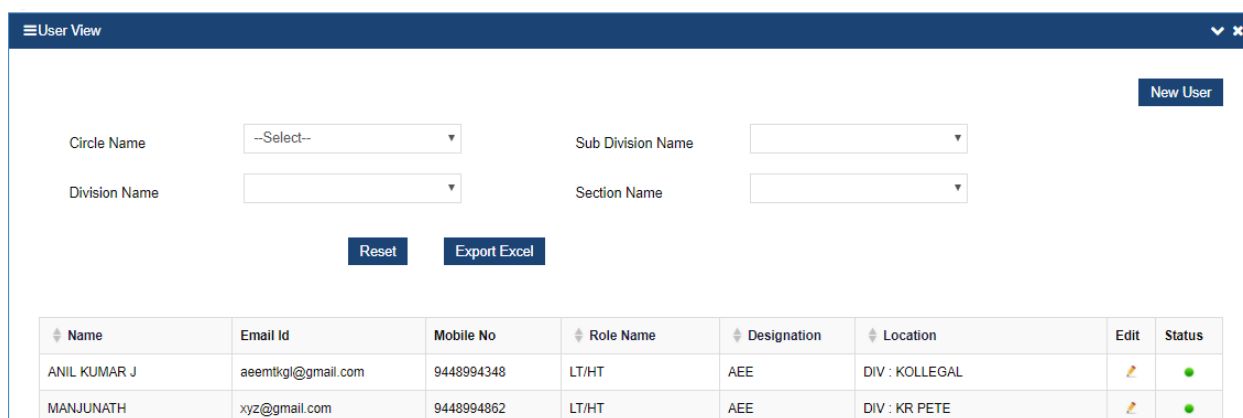 User View
New User
Circle Name --Select-- Sub Division Name
Division Name Section Name
Reset Export Excel
Name Email Id Mobile No Role Name Designation Location Edit Status
ANIL KUMAR J aeemtkgl@gmail.com 9448994348 LT/HT AEE DIV : KOLLEGAL
MANJUNATH xyz@gmail.com 9448994862 LT/HT AEE DIV : KR PETE